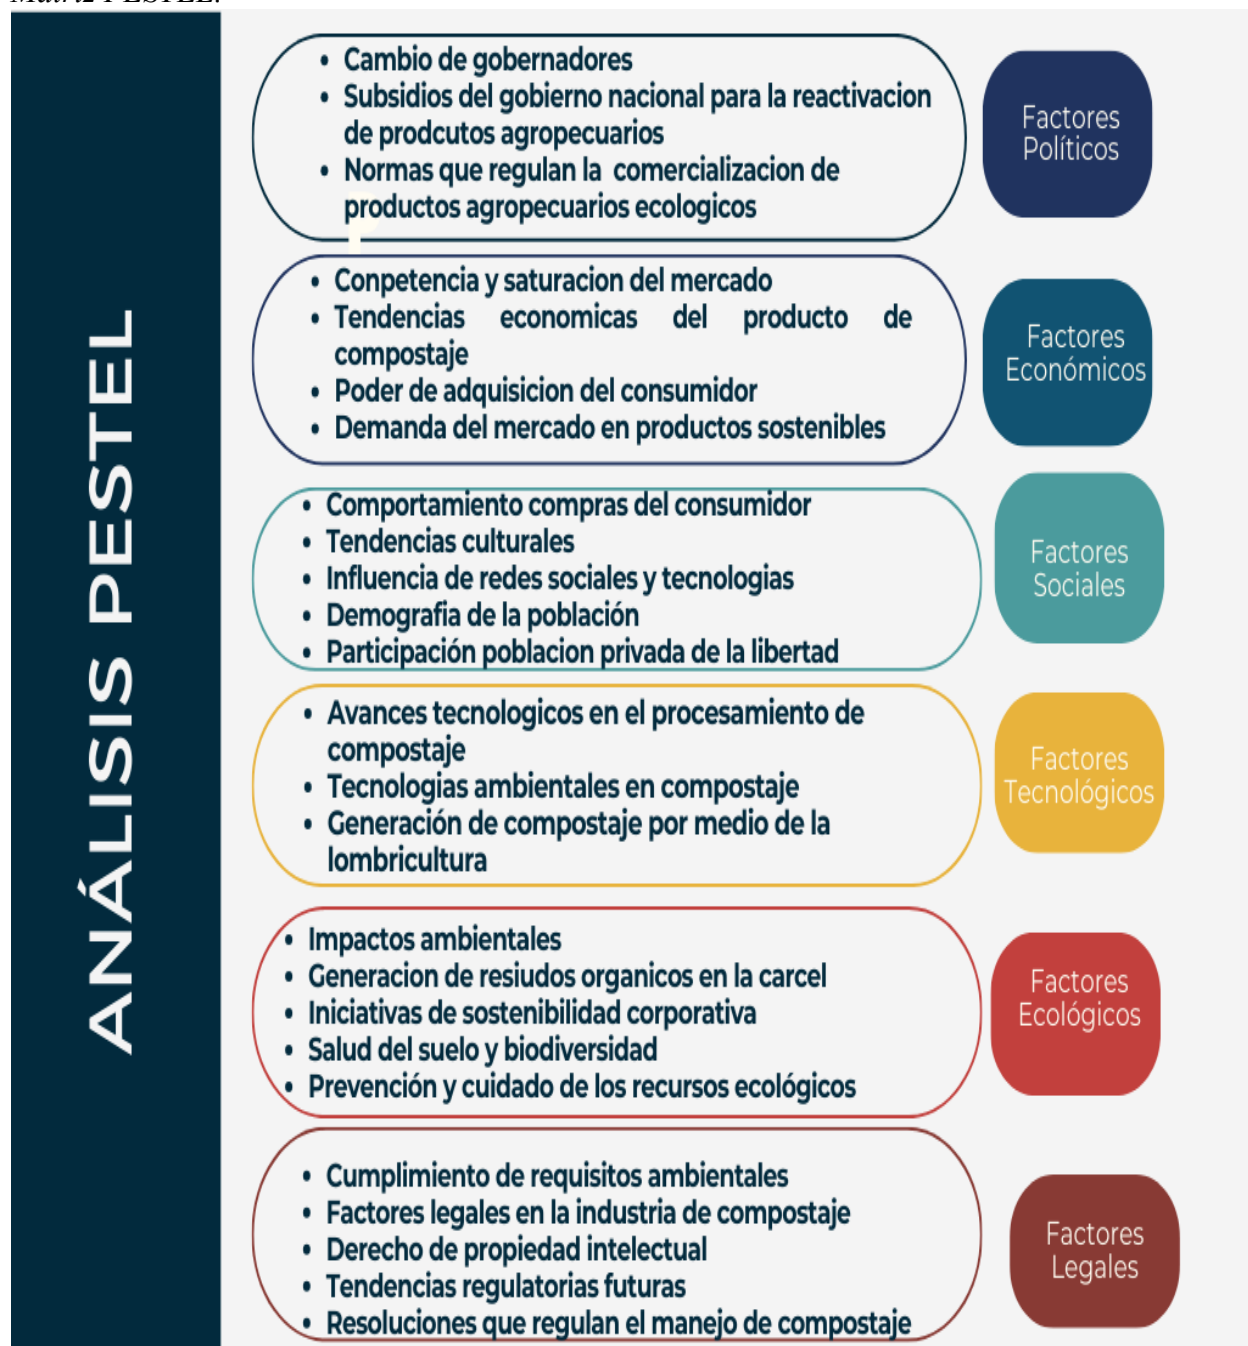 Matriz PESTEL.
ANÁLISIS PESTEL
• Cambio de gobernadores
• Subsidios del gobierno nacional para la reactivacion
de prodcutos agropecuarios
• Normas que regulan la comercializacion de
productos agropecuarios ecologicos
Factores
Políticos
• Conpetencia y saturacion del mercado
• Tendencias economicas del producto de
compostaje
• Poder de adquisicion del consumidor
• Demanda del mercado en productos sostenibles
Factores
Económicos
• Comportamiento compras del consumidor
• Tendencias culturales
• Influencia de redes sociales y tecnologias
• Demografia de la población
• Participación poblacion privada de la libertad
Factores
Sociales
• Avances tecnologicos en el procesamiento de
compostaje
• Tecnologias ambientales en compostaje
• Generación de compostaje por medio de la
lombricultura
Factores
Tecnológicos
• Impactos ambientales
• Generacion de resiudos organicos en la carcel
• Iniciativas de sostenibilidad corporativa
• Salud del suelo y biodiversidad
• Prevención y cuidado de los recursos ecológicos
Factores
Ecológicos
• Cumplimiento de requisitos ambientales
• Factores legales en la industria de compostaje
• Derecho de propiedad intelectual
• Tendencias regulatorias futuras
• Resoluciones que regulan el manejo de compostaje
Factores
Legales